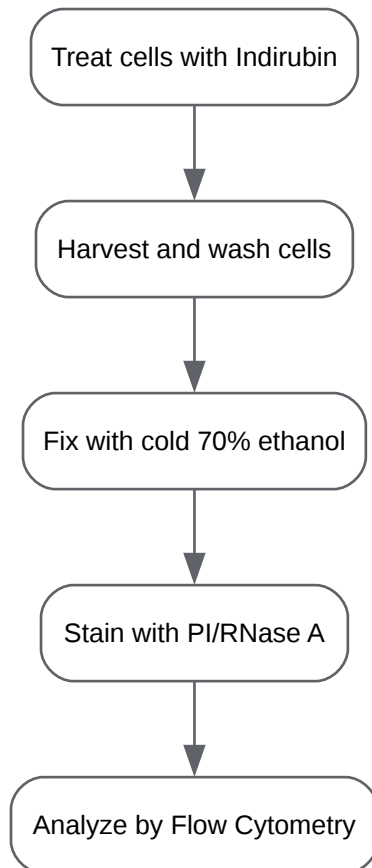 Treat cells with Indirubin
Harvest and wash cells
Fix with cold 70% ethanol
Stain with PI/RNase A
Analyze by Flow Cytometry